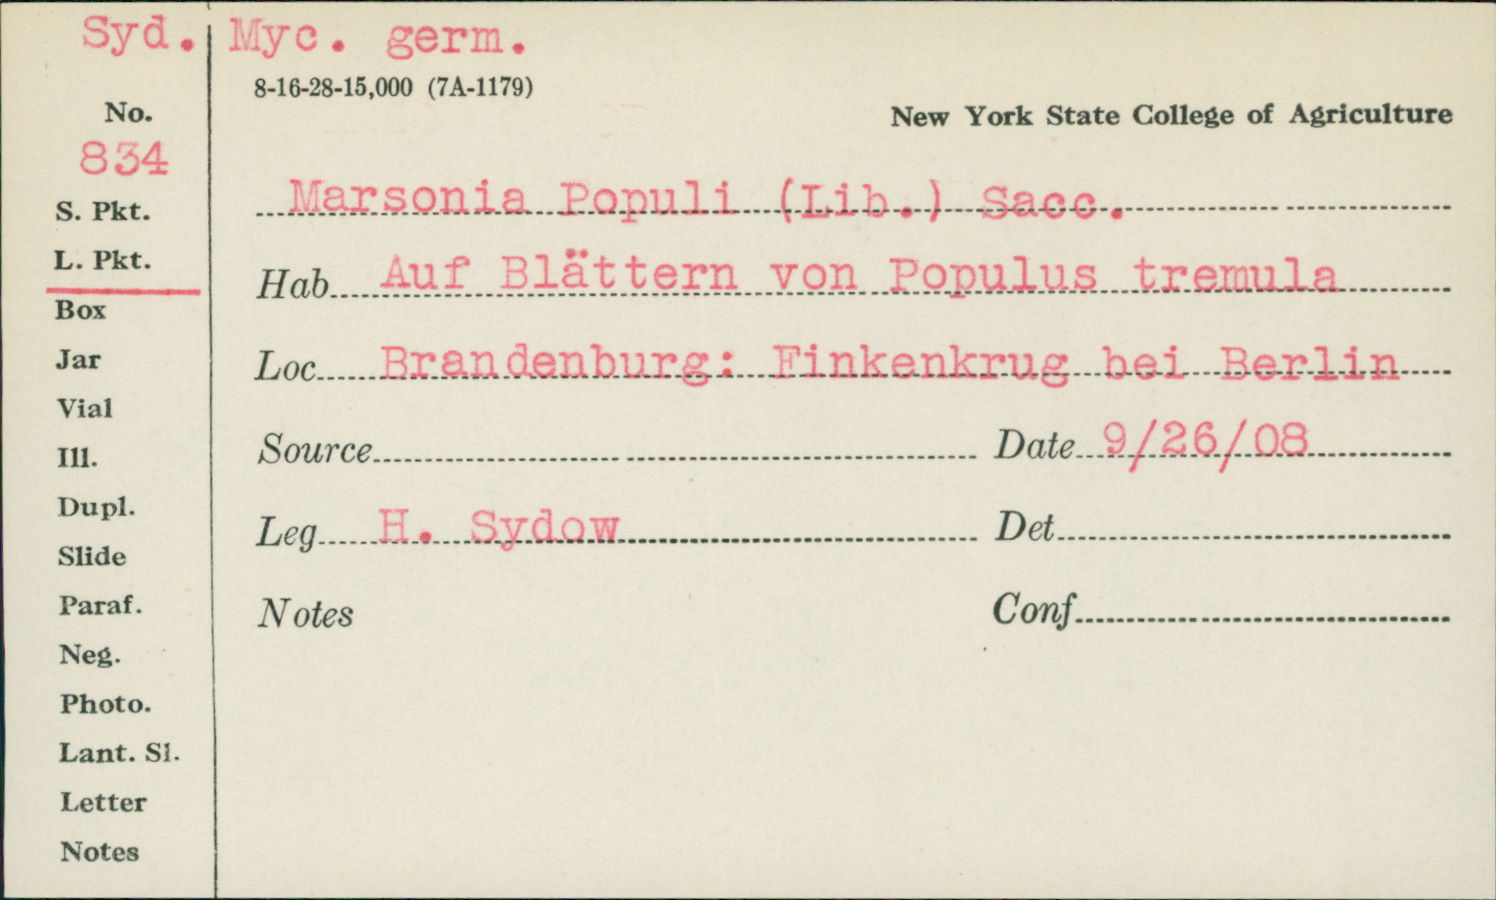 Syd. Myc. germ.
8-16-28-15,000 (7A-1179)
New York State College of Agriculture
No.
834
S. Pkt.
L. Pkt.
Box
Jar
Vial
Ill.
Dupl.
Slide
Paraf.
Neg.
Photo.
Lant. Sl.
Letter
Notes
Marsonia Populi (Lib.) Sacc.
Hab Auf Blättern von Populus tremula
Loc Brandenburg: Finkenkrug bei Berlin
Source Date 9/26/08
Leg H. Sydow Det
Notes Conf